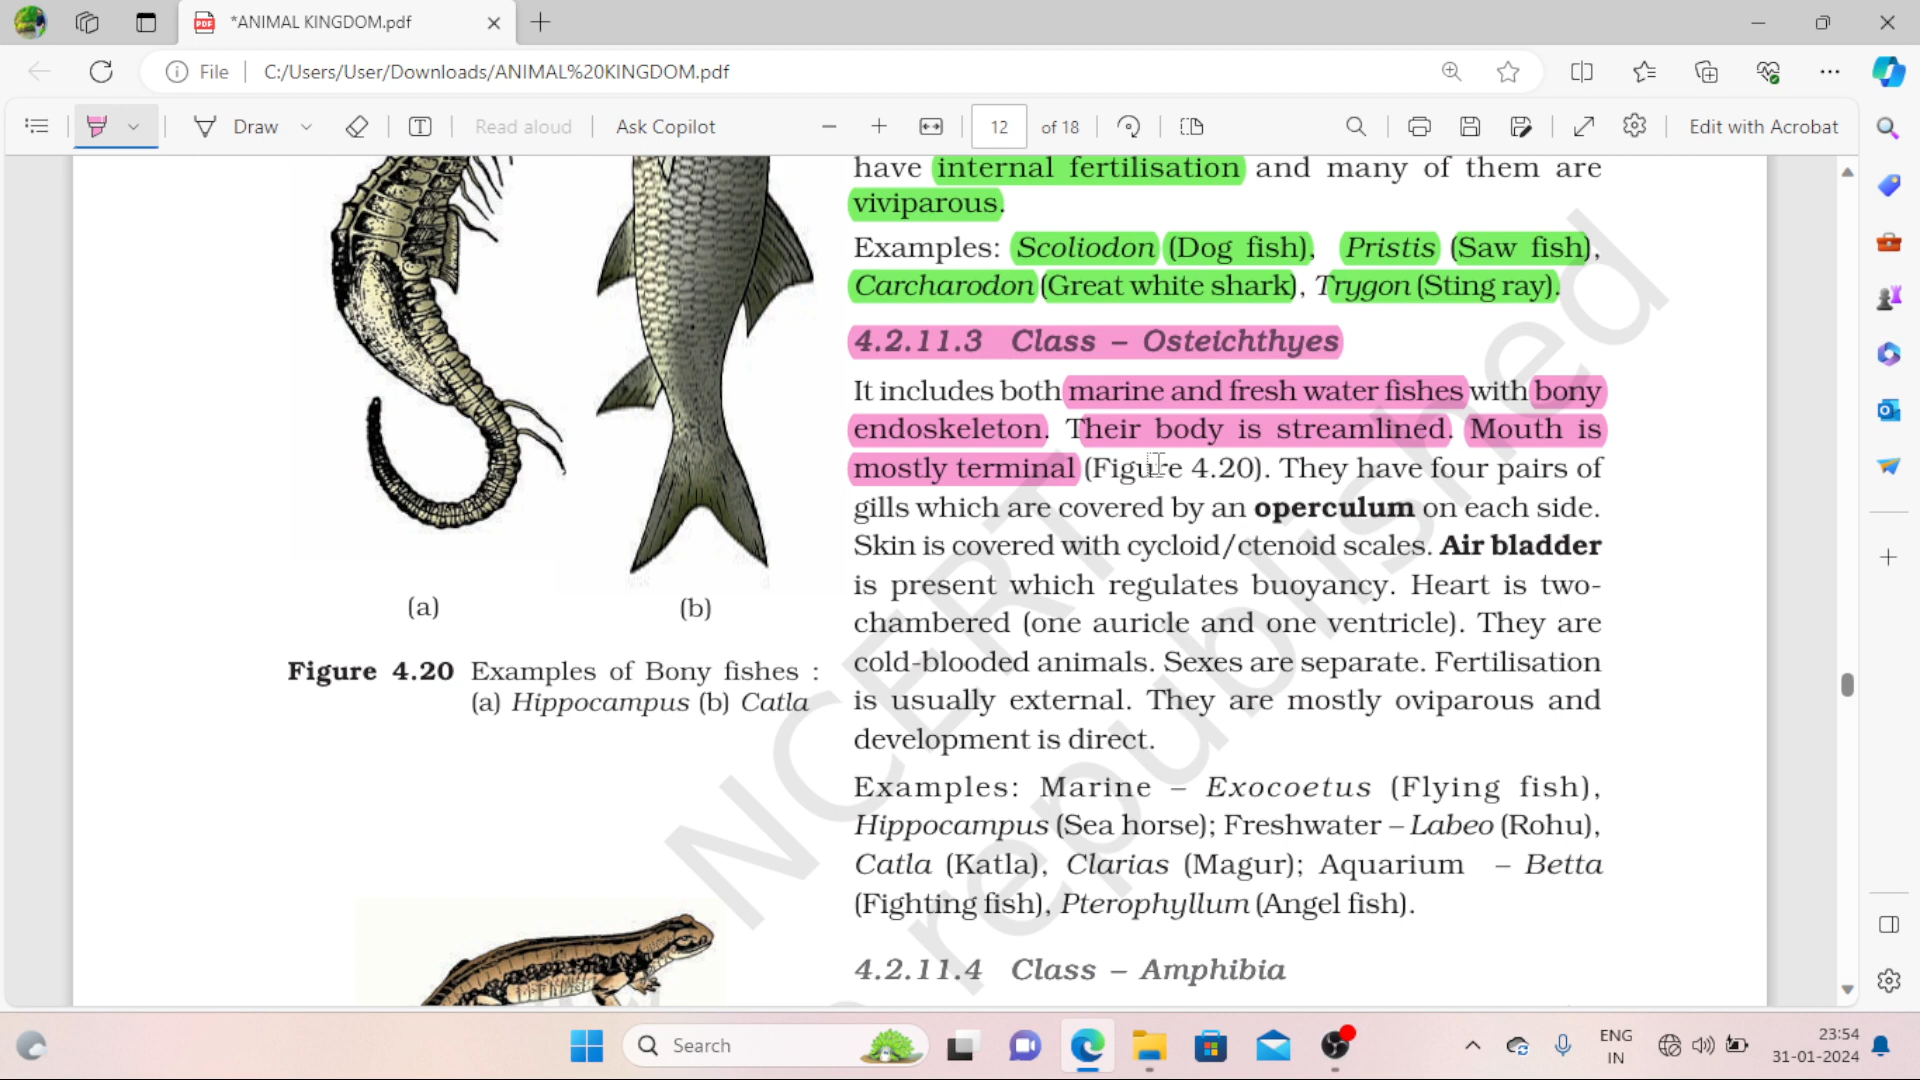 *ANIMAL KINGDOM.pdf
File
C:/Users/User/Downloads/ANIMAL%20KINGDOM.pdf
Draw
Read aloud
Ask Copilot
12
of 18
Edit with Acrobat
have internal fertilisation and many of them are
viviparous.
Examples: Scoliodon (Dog fish), Pristis (Saw fish),
Carcharodon (Great white shark), Trygon (Sting ray).
4.2.11.3 Class – Osteichthyes
It includes both marine and fresh water fishes with bony
endoskeleton. Their body is streamlined. Mouth is
mostly terminal (Figure 4.20). They have four pairs of
gills which are covered by an operculum on each side.
Skin is covered with cycloid/ctenoid scales. Air bladder
is present which regulates buoyancy. Heart is two-
chambered (one auricle and one ventricle). They are
cold-blooded animals. Sexes are separate. Fertilisation
is usually external. They are mostly oviparous and
development is direct.
Examples: Marine – Exocoetus (Flying fish),
Hippocampus (Sea horse); Freshwater – Labeo (Rohu),
Catla (Katla), Clarias (Magur); Aquarium – Betta
(Fighting fish), Pterophyllum (Angel fish).
4.2.11.4 Class – Amphibia
(a)
(b)
Figure 4.20 Examples of Bony fishes :
(a) Hippocampus (b) Catla
NCERT
republished
Search
ENG
IN
23:54
31-01-2024